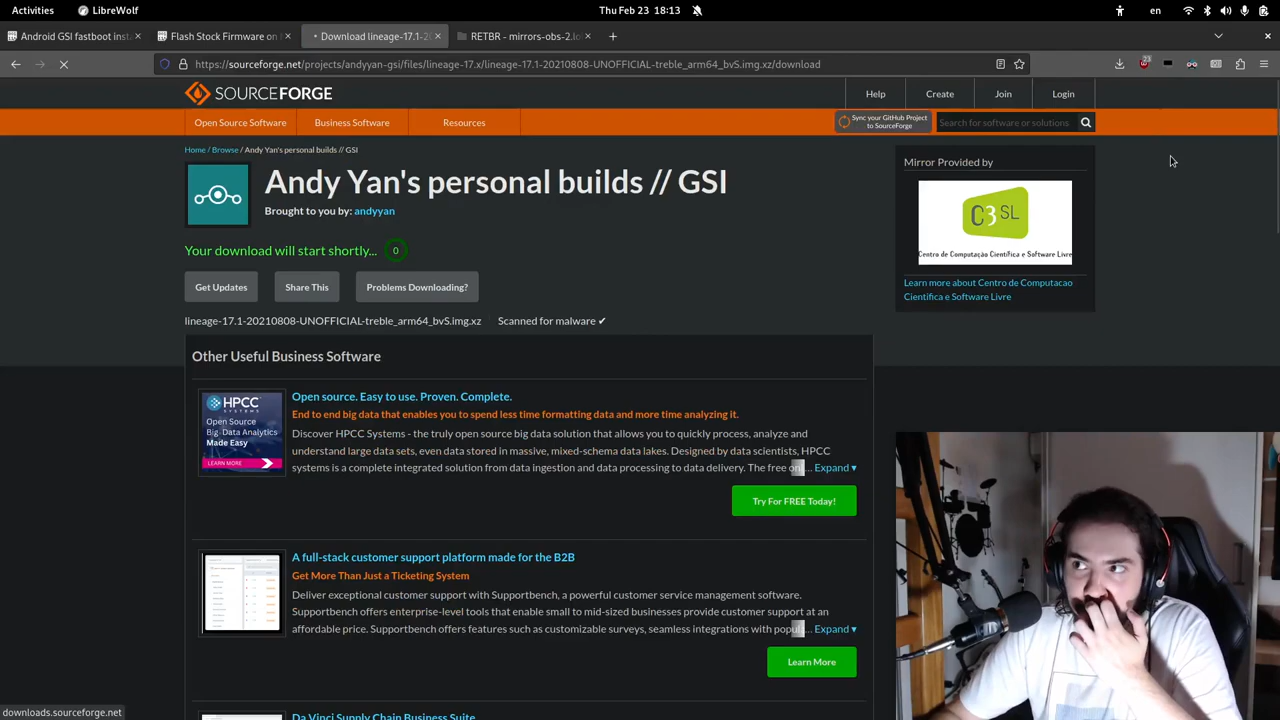 Activities
LibreWolf
Thu Feb 23 18:13
en
Android GSI fastboot inst
Flash Stock Firmware on
Download lineage-17.1-2
RETBR - mirrors-obs-2.lo
https://sourceforge.net/projects/andyyan-gsi/files/lineage-17.x/lineage-17.1-20210808-UNOFFICIAL-treble_arm64_bvS.img.xz/download
23
SOURCEFORGE
Help
Create
Join
Login
Open Source Software
Business Software
Resources
Sync your GitHub Project
to SourceForge
Search for software or solutions
Home / Browse / Andy Yan's personal builds // GSI
Andy Yan's personal builds // GSI
Brought to you by: andyyan
Your download will start shortly... 0
Get Updates
Share This
Problems Downloading?
lineage-17.1-20210808-UNOFFICIAL-treble_arm64_bvS.img.xz
Scanned for malware ✔
Mirror Provided by
C3SL
Centro de Computação Científica e Software Livre
Learn more about Centro de Computacao
Cientifica e Software Livre
Other Useful Business Software
HPCC
SYSTEMS
Open Source
Big Data Analytics
Made Easy
LEARN MORE
Open source. Easy to use. Proven. Complete.
End to end big data that enables you to spend less time formatting data and more time analyzing it.
Discover HPCC Systems - the truly open source big data solution that allows you to quickly process, analyze and
understand large data sets, even data stored in massive, mixed-schema data lakes. Designed by data scientists, HPCC
systems is a complete integrated solution from data ingestion and data processing to data delivery. The free on... Expand ▾
Try For FREE Today!
A full-stack customer support platform made for the B2B
Get More Than Just a Ticketing System
Deliver exceptional customer support with Supportbench, a powerful customer service management software.
Supportbench offers enterprise-level tools that enable small to mid-sized businesses provide customer support at an
affordable price. Supportbench offers features such as customizable surveys, seamless integrations with popul... Expand ▾
Learn More
Da Vinci Supply Chain Business Suite
downloads.sourceforge.net